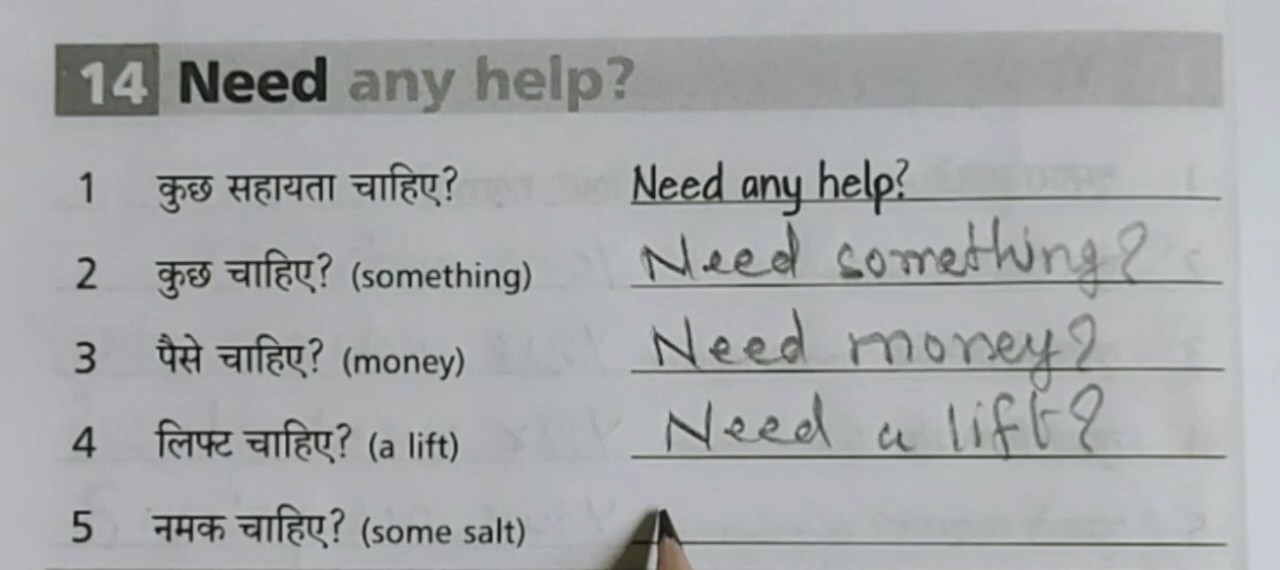 14 Need any help?
1 कुछ सहायता चाहिए? Need any help?
2 कुछ चाहिए? (something) Need something?
3 पैसे चाहिए? (money) Need money?
4 लिफ्ट चाहिए? (a lift) Need a lift?
5 नमक चाहिए? (some salt)